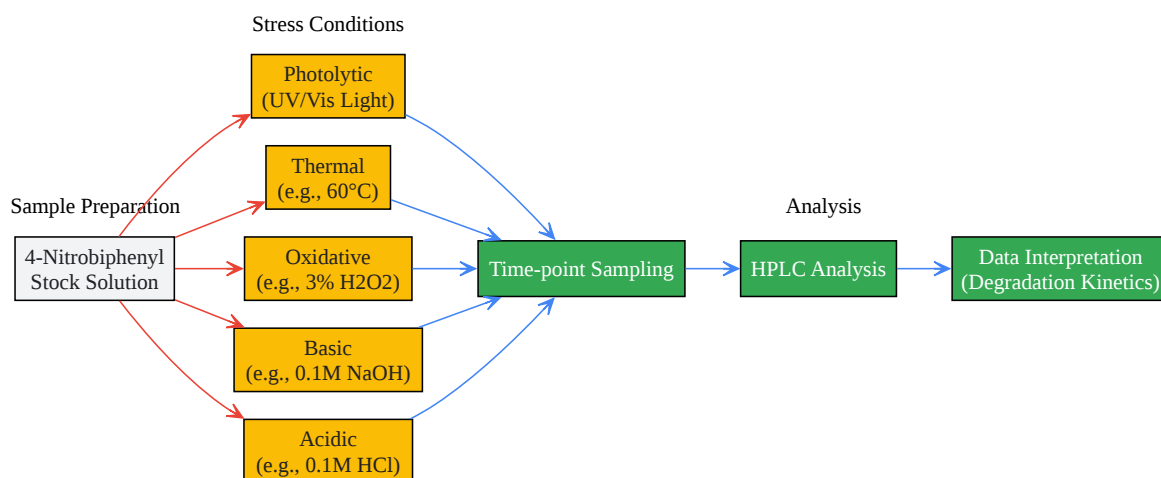 Stress Conditions
Photolytic
(UV/Vis Light)
Thermal
(e.g., 60°C)
Sample Preparation
Analysis
4-Nitrobiphenyl
Stock Solution
Oxidative
(e.g., 3% H2O2)
Time-point Sampling
HPLC Analysis
Data Interpretation
(Degradation Kinetics)
Basic
(e.g., 0.1M NaOH)
Acidic
(e.g., 0.1M HCl)